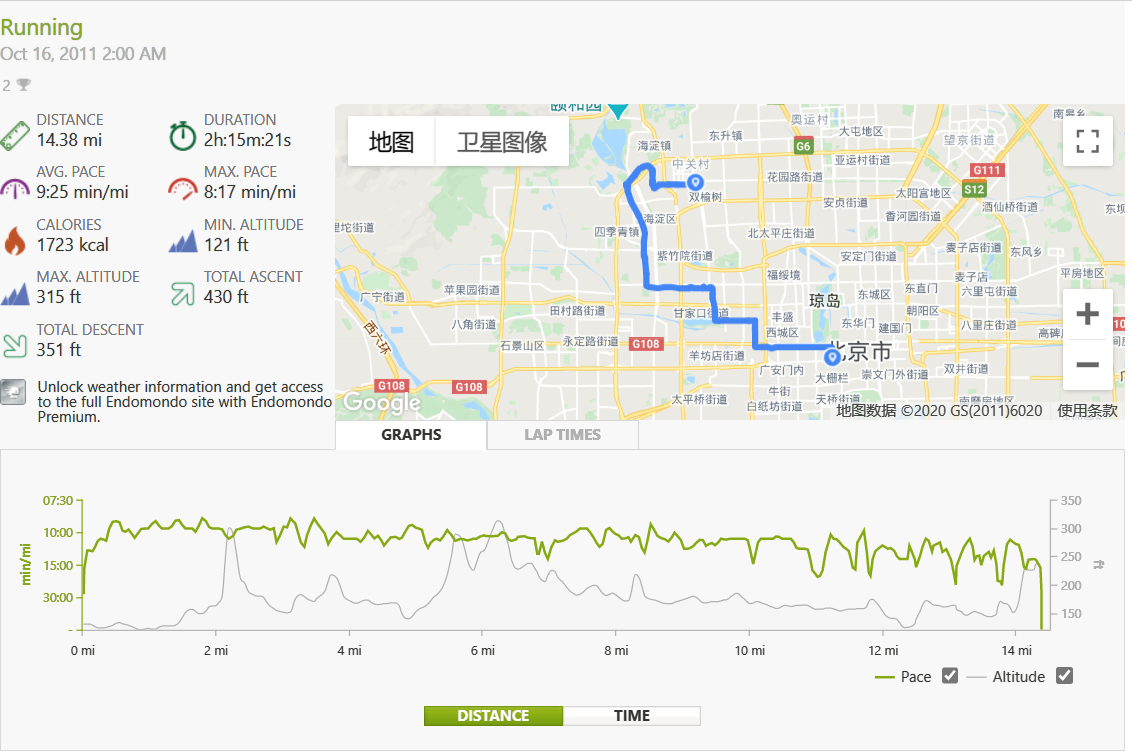 Running
Oct 16, 2011 2:00 AM
2
DISTANCE
14.38 mi
DURATION
2h:15m:21s
AVG. PACE
9:25 min/mi
MAX. PACE
8:17 min/mi
CALORIES
1723 kcal
MIN. ALTITUDE
121 ft
MAX. ALTITUDE
315 ft
TOTAL ASCENT
430 ft
TOTAL DESCENT
351 ft
Unlock weather information and get access
to the full Endomondo site with Endomondo
Premium.
地图
卫星图像
颐和园
海淀镇
东升镇
奥运村
大屯地区
望京街道
南皋乡
G6
中关村
亚运村街道
G111
花园路街道
S12
双榆树
太阳宫地区
安贞街道
酒仙桥街道
海淀区
香河园街道
四季青镇
北太平庄街道
东坝
里坨街道
紫竹院街道
安定门街道
麦子店街道
东风乡
福绥境
麦子店
平房地区
苹果园街道
广宁街道
琼岛
东城区
东直门
六里屯街道
田村路街道
甘家口街道
丰盛
朝阳区
八角街道
西城区
东华门
建国门
八里庄街道
高碑
西六环
石景山区
永定路街道
G108
羊坊店街道
北京市
广安门内
大栅栏
崇文门外街道
双井街道
G108
G108
牛街
太平桥街道
白纸坊街道
天桥街道
南磨房地区
Google
地图数据 ©2020 GS(2011)6020
使用条款
GRAPHS
LAP TIMES
07:30
10:00
15:00
30:00
-
min/mi
350
300
250
200
150
0 mi
2 mi
4 mi
6 mi
8 mi
10 mi
12 mi
14 mi
Pace
Altitude
DISTANCE
TIME